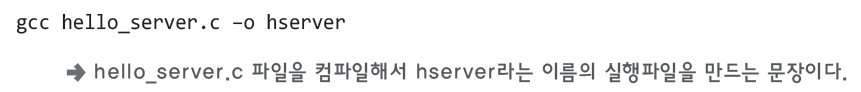 gcc hello_server.c –o hserver
➔ hello_server.c 파일을 컴파일해서 hserver라는 이름의 실행파일을 만드는 문장이다.